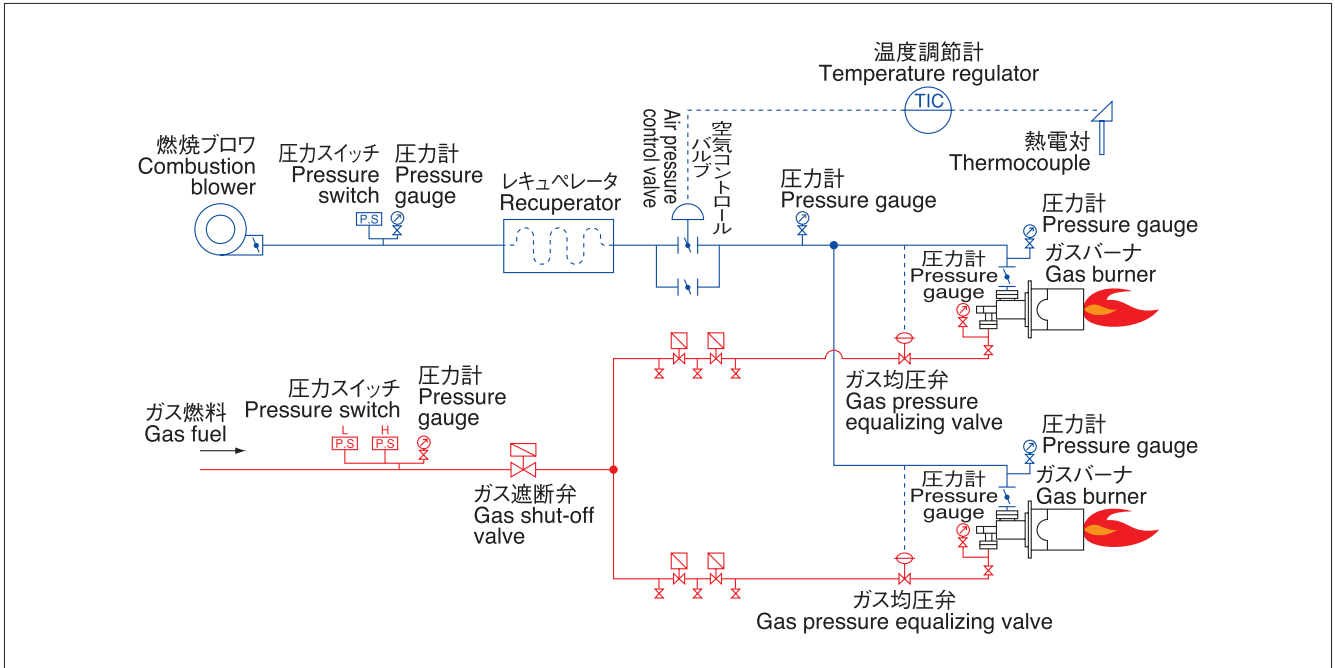 温度調節計
Temperature regulator
TIC
熱電対
Thermocouple
燃焼ブロワ
Combustion
blower
圧力スイッチ
Pressure
switch
P.S
圧力計
Pressure
gauge
レキュペレータ
Recuperator
Air pressure
control valve
空気コントロール
バルブ
圧力計
Pressure gauge
圧力計
Pressure gauge
圧力計
Pressure
gauge
ガスバーナ
Gas burner
ガス均圧弁
Gas pressure
equalizing valve
ガス燃料
Gas fuel
圧力スイッチ
Pressure switch
L
P.S
H
P.S
圧力計
Pressure
gauge
ガス遮断弁
Gas shut-off
valve
圧力計
Pressure gauge
圧力計
Pressure
gauge
ガスバーナ
Gas burner
ガス均圧弁
Gas pressure equalizing valve